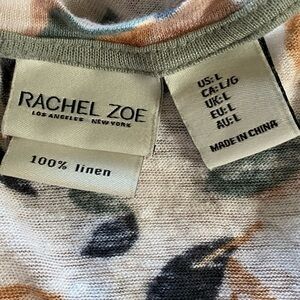 RACHEL ZOE
LOS ANGELES NEW YORK
100% linen
US: L
CA: L/G
UK: L
EU: L
AU: L
MADE IN CHINA